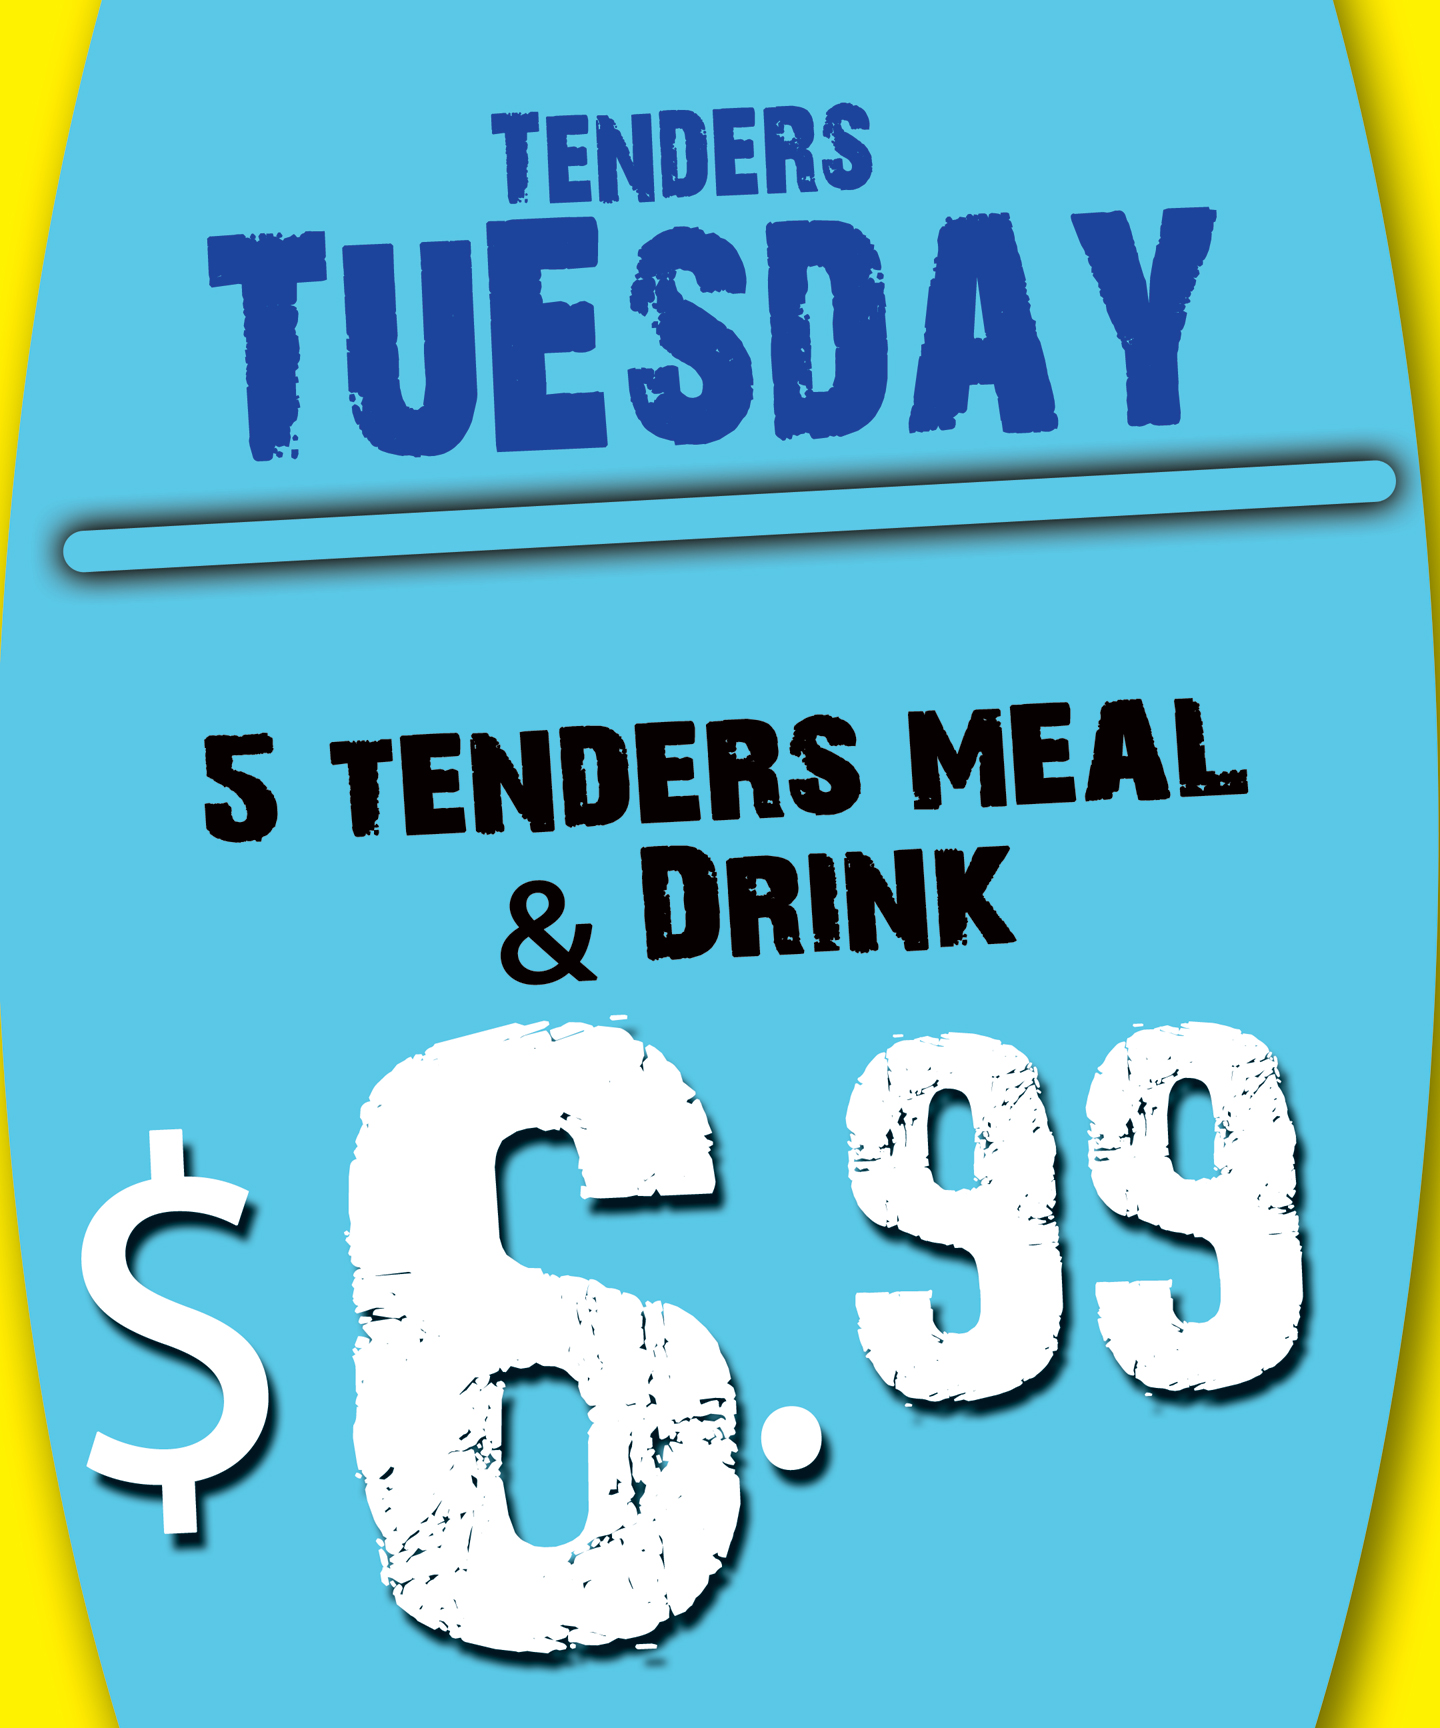 TENDERS
TUESDAY
5 TENDERS MEAL
& DRINK
$6.99